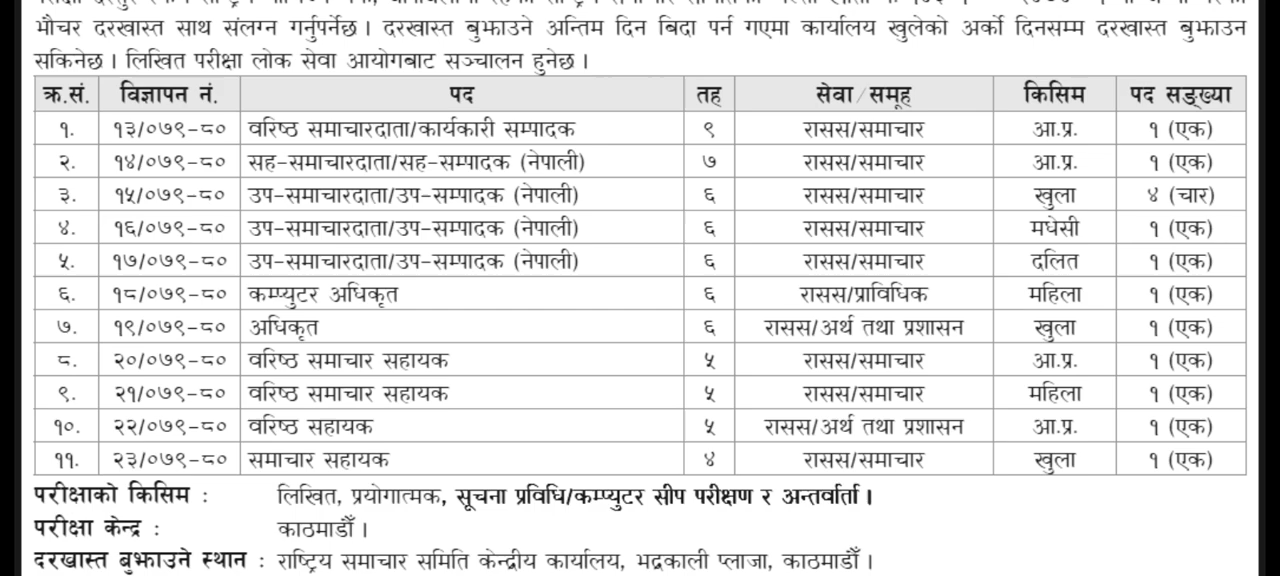 भौचर दरखास्त साथ संलग्न गर्नुपर्नेछ । दरखास्त बुझाउने अन्तिम दिन बिदा पर्न गएमा कार्यालय खुलेको अर्को दिनसम्म दरखास्त बुझाउन
सकिनेछ । लिखित परीक्षा लोक सेवा आयोगबाट सञ्चालन हुनेछ ।
क्र.सं. विज्ञापन नं. पद तह सेवा/समूह किसिम पद सङ्ख्या
१. १३/०७९-८० वरिष्ठ समाचारदाता/कार्यकारी सम्पादक ९ रासस/समाचार आ.प्र. १ (एक)
२. १४/०७९-८० सह-समाचारदाता/सह-सम्पादक (नेपाली) ७ रासस/समाचार आ.प्र. १ (एक)
३. १५/०७९-८० उप-समाचारदाता/उप-सम्पादक (नेपाली) ६ रासस/समाचार खुला ४ (चार)
४. १६/०७९-८० उप-समाचारदाता/उप-सम्पादक (नेपाली) ६ रासस/समाचार मधेसी १ (एक)
५. १७/०७९-८० उप-समाचारदाता/उप-सम्पादक (नेपाली) ६ रासस/समाचार दलित १ (एक)
६. १८/०७९-८० कम्प्युटर अधिकृत ६ रासस/प्राविधिक महिला १ (एक)
७. १९/०७९-८० अधिकृत ६ रासस/अर्थ तथा प्रशासन खुला १ (एक)
८. २०/०७९-८० वरिष्ठ समाचार सहायक ५ रासस/समाचार आ.प्र. १ (एक)
९. २१/०७९-८० वरिष्ठ समाचार सहायक ५ रासस/समाचार महिला १ (एक)
१०. २२/०७९-८० वरिष्ठ सहायक ५ रासस/अर्थ तथा प्रशासन आ.प्र. १ (एक)
११. २३/०७९-८० समाचार सहायक ४ रासस/समाचार खुला १ (एक)
परीक्षाको किसिम : लिखित, प्रयोगात्मक, सूचना प्रविधि/कम्प्युटर सीप परीक्षण र अन्तर्वार्ता ।
परीक्षा केन्द्र : काठमाडौँ ।
दरखास्त बुझाउने स्थान : राष्ट्रिय समाचार समिति केन्द्रीय कार्यालय, भद्रकाली प्लाजा, काठमाडौँ ।